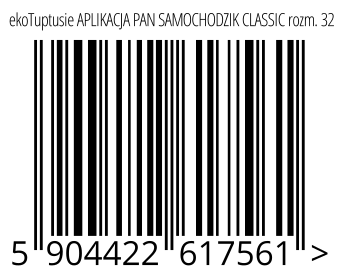 ekoTuptusie APLIKACJA PAN SAMOCHODZIK CLASSIC rozm. 32
5 904422 617561 >